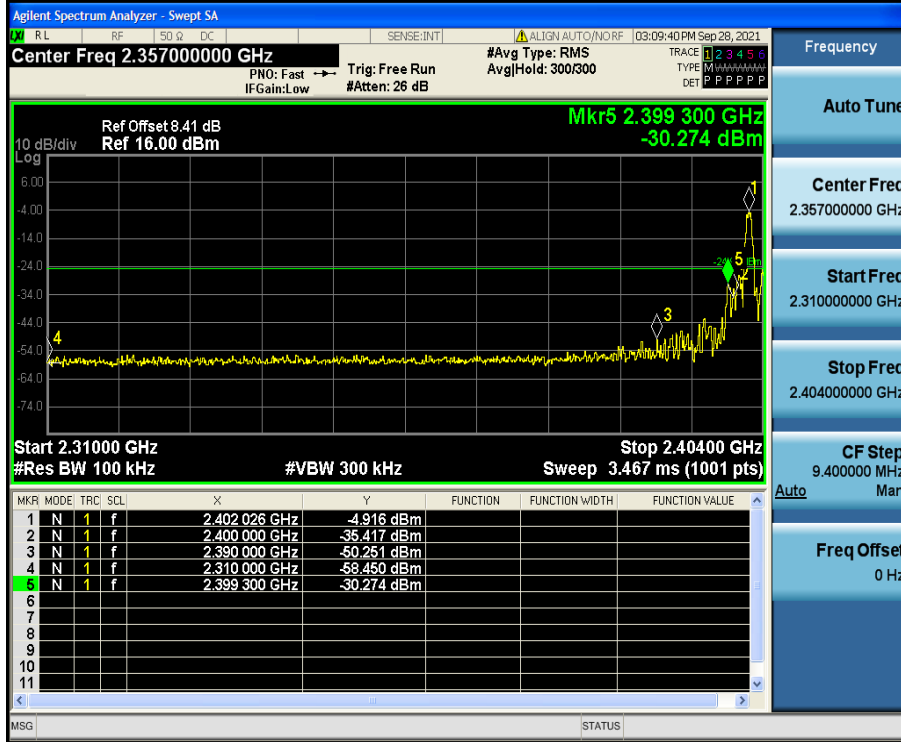 Agilent Spectrum Analyzer - Swept SA
LXI RL RF 50 Ω DC SENSE:INT ALIGN AUTO/NO RF 03:09:40 PM Sep 28, 2021
Center Freq 2.357000000 GHz
PNO: Fast
IFGain:Low
Trig: Free Run
#Atten: 26 dB
#Avg Type: RMS
Avg|Hold: 300/300
TRACE 1 2 3 4 5 6
TYPE M
DET P P P P P P
Mkr5 2.399 300 GHz
-30.274 dBm
Ref Offset 8.41 dB
10 dB/div Ref 16.00 dBm
Log
6.00
-4.00
-14.0
-24.0
-34.0
-44.0
-54.0
-64.0
-74.0
1
5
2
3
4
Start 2.31000 GHz Stop 2.40400 GHz
#Res BW 100 kHz #VBW 300 kHz Sweep 3.467 ms (1001 pts)
MKR MODE TRC SCL X Y FUNCTION FUNCTION WIDTH FUNCTION VALUE
1 N 1 f 2.402 026 GHz -4.916 dBm
2 N 1 f 2.400 000 GHz -35.417 dBm
3 N 1 f 2.390 000 GHz -50.251 dBm
4 N 1 f 2.310 000 GHz -58.450 dBm
5 N 1 f 2.399 300 GHz -30.274 dBm
6
7
8
9
10
11
MSG STATUS
Frequency
Auto Tune
Center Freq
2.357000000 GHz
Start Freq
2.310000000 GHz
Stop Freq
2.404000000 GHz
CF Step
9.400000 MHz
Auto Man
Freq Offset
0 Hz